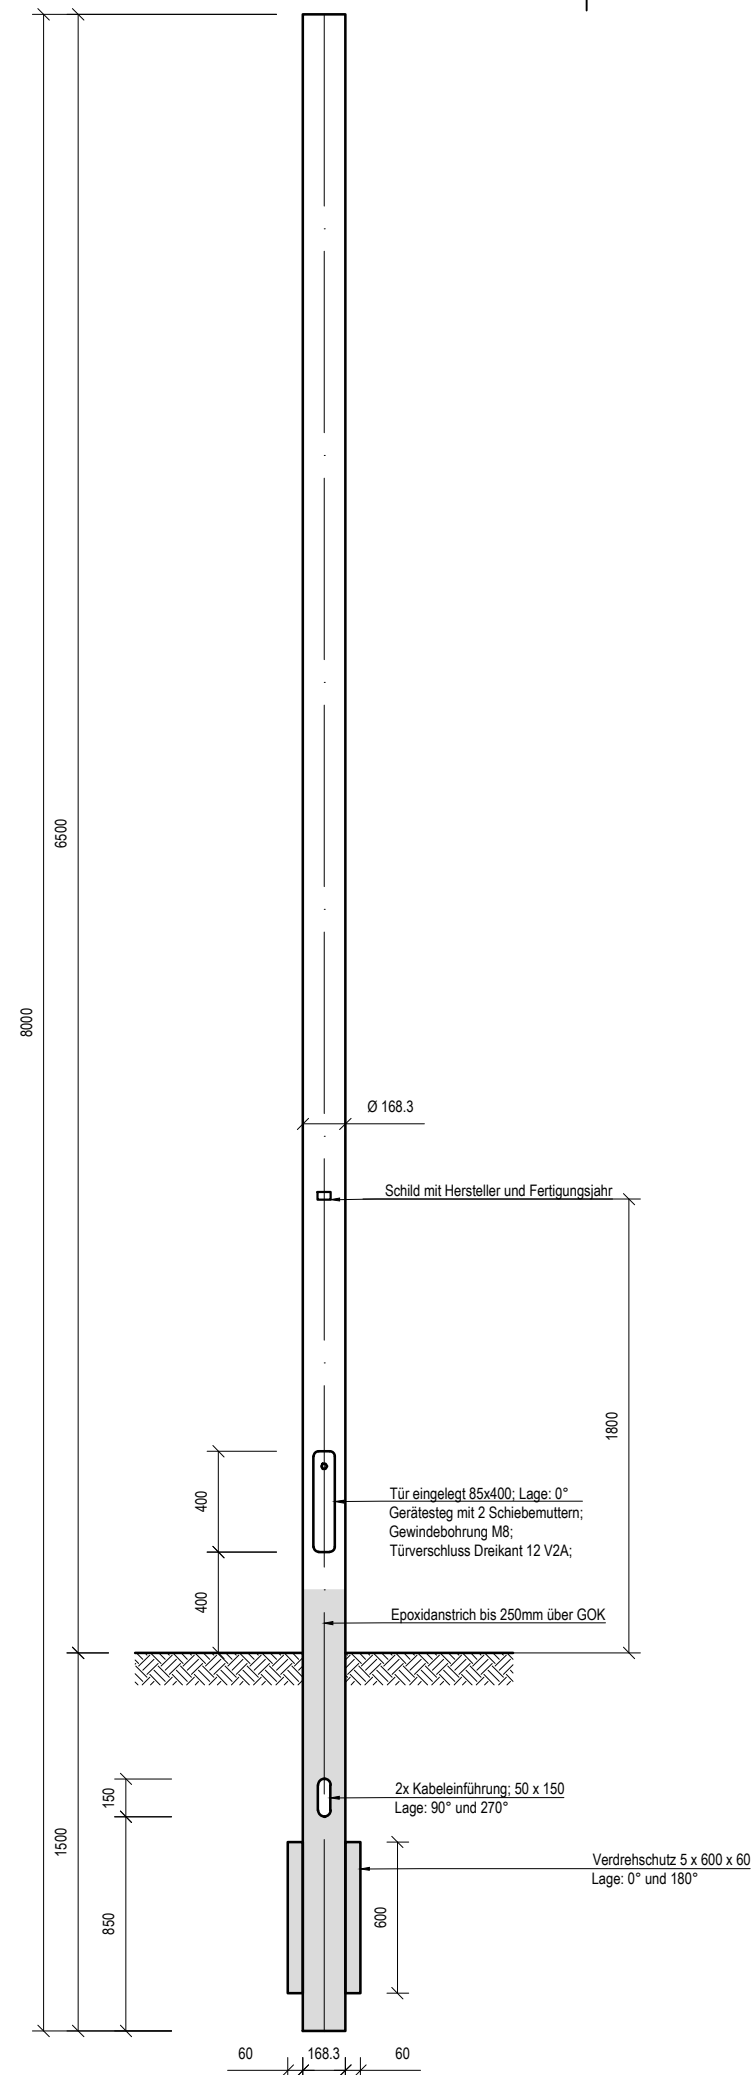 6500
8000
Ø 168.3
Schild mit Hersteller und Fertigungsjahr
1800
400
Tür eingelegt 85x400; Lage: 0°
Gerätesteg mit 2 Schiebemuttern;
Gewindebohrung M8;
Türverschluss Dreikant 12 V2A;
400
Epoxidanstrich bis 250mm über GOK
150
2x Kabeleinführung; 50 x 150
Lage: 90° und 270°
1500
Verdrehschutz 5 x 600 x 60
Lage: 0° und 180°
850
600
60 168.3 60